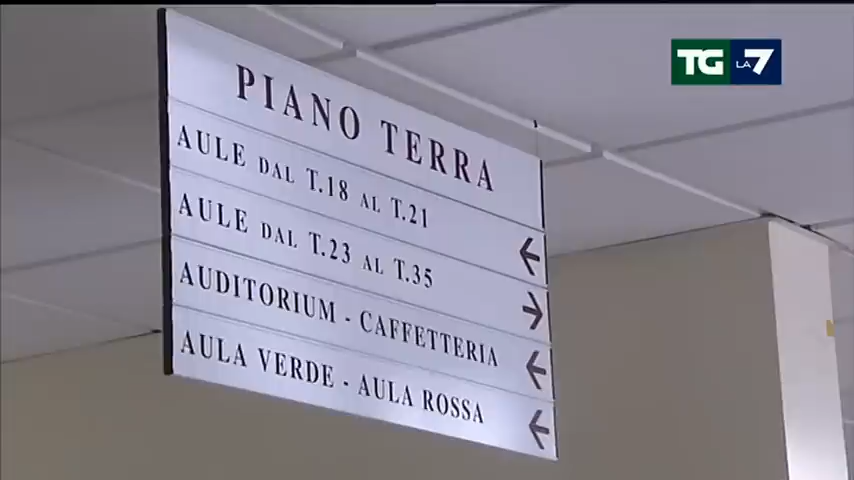 TG LA7
PIANO TERRA
AULE DAL T.18 AL T.21
AULE DAL T.23 AL T.35
AUDITORIUM - CAFFETTERIA
AULA VERDE - AULA ROSSA